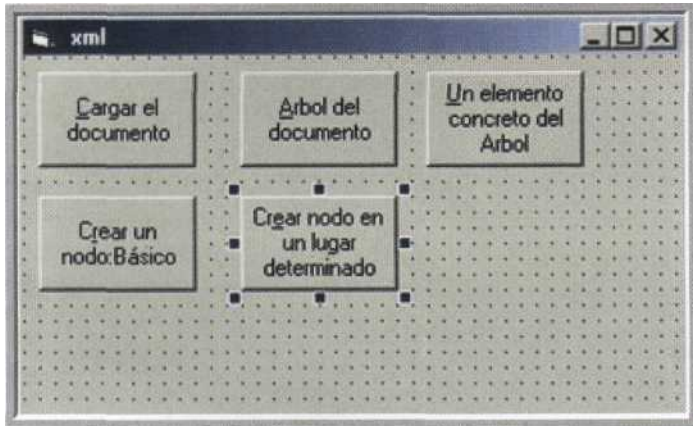 xml
Cargar el
documento
Arbol del
documento
Un elemento
concreto del
Arbol
Crear un
nodo:Básico
Crear nodo en
un lugar
determinado